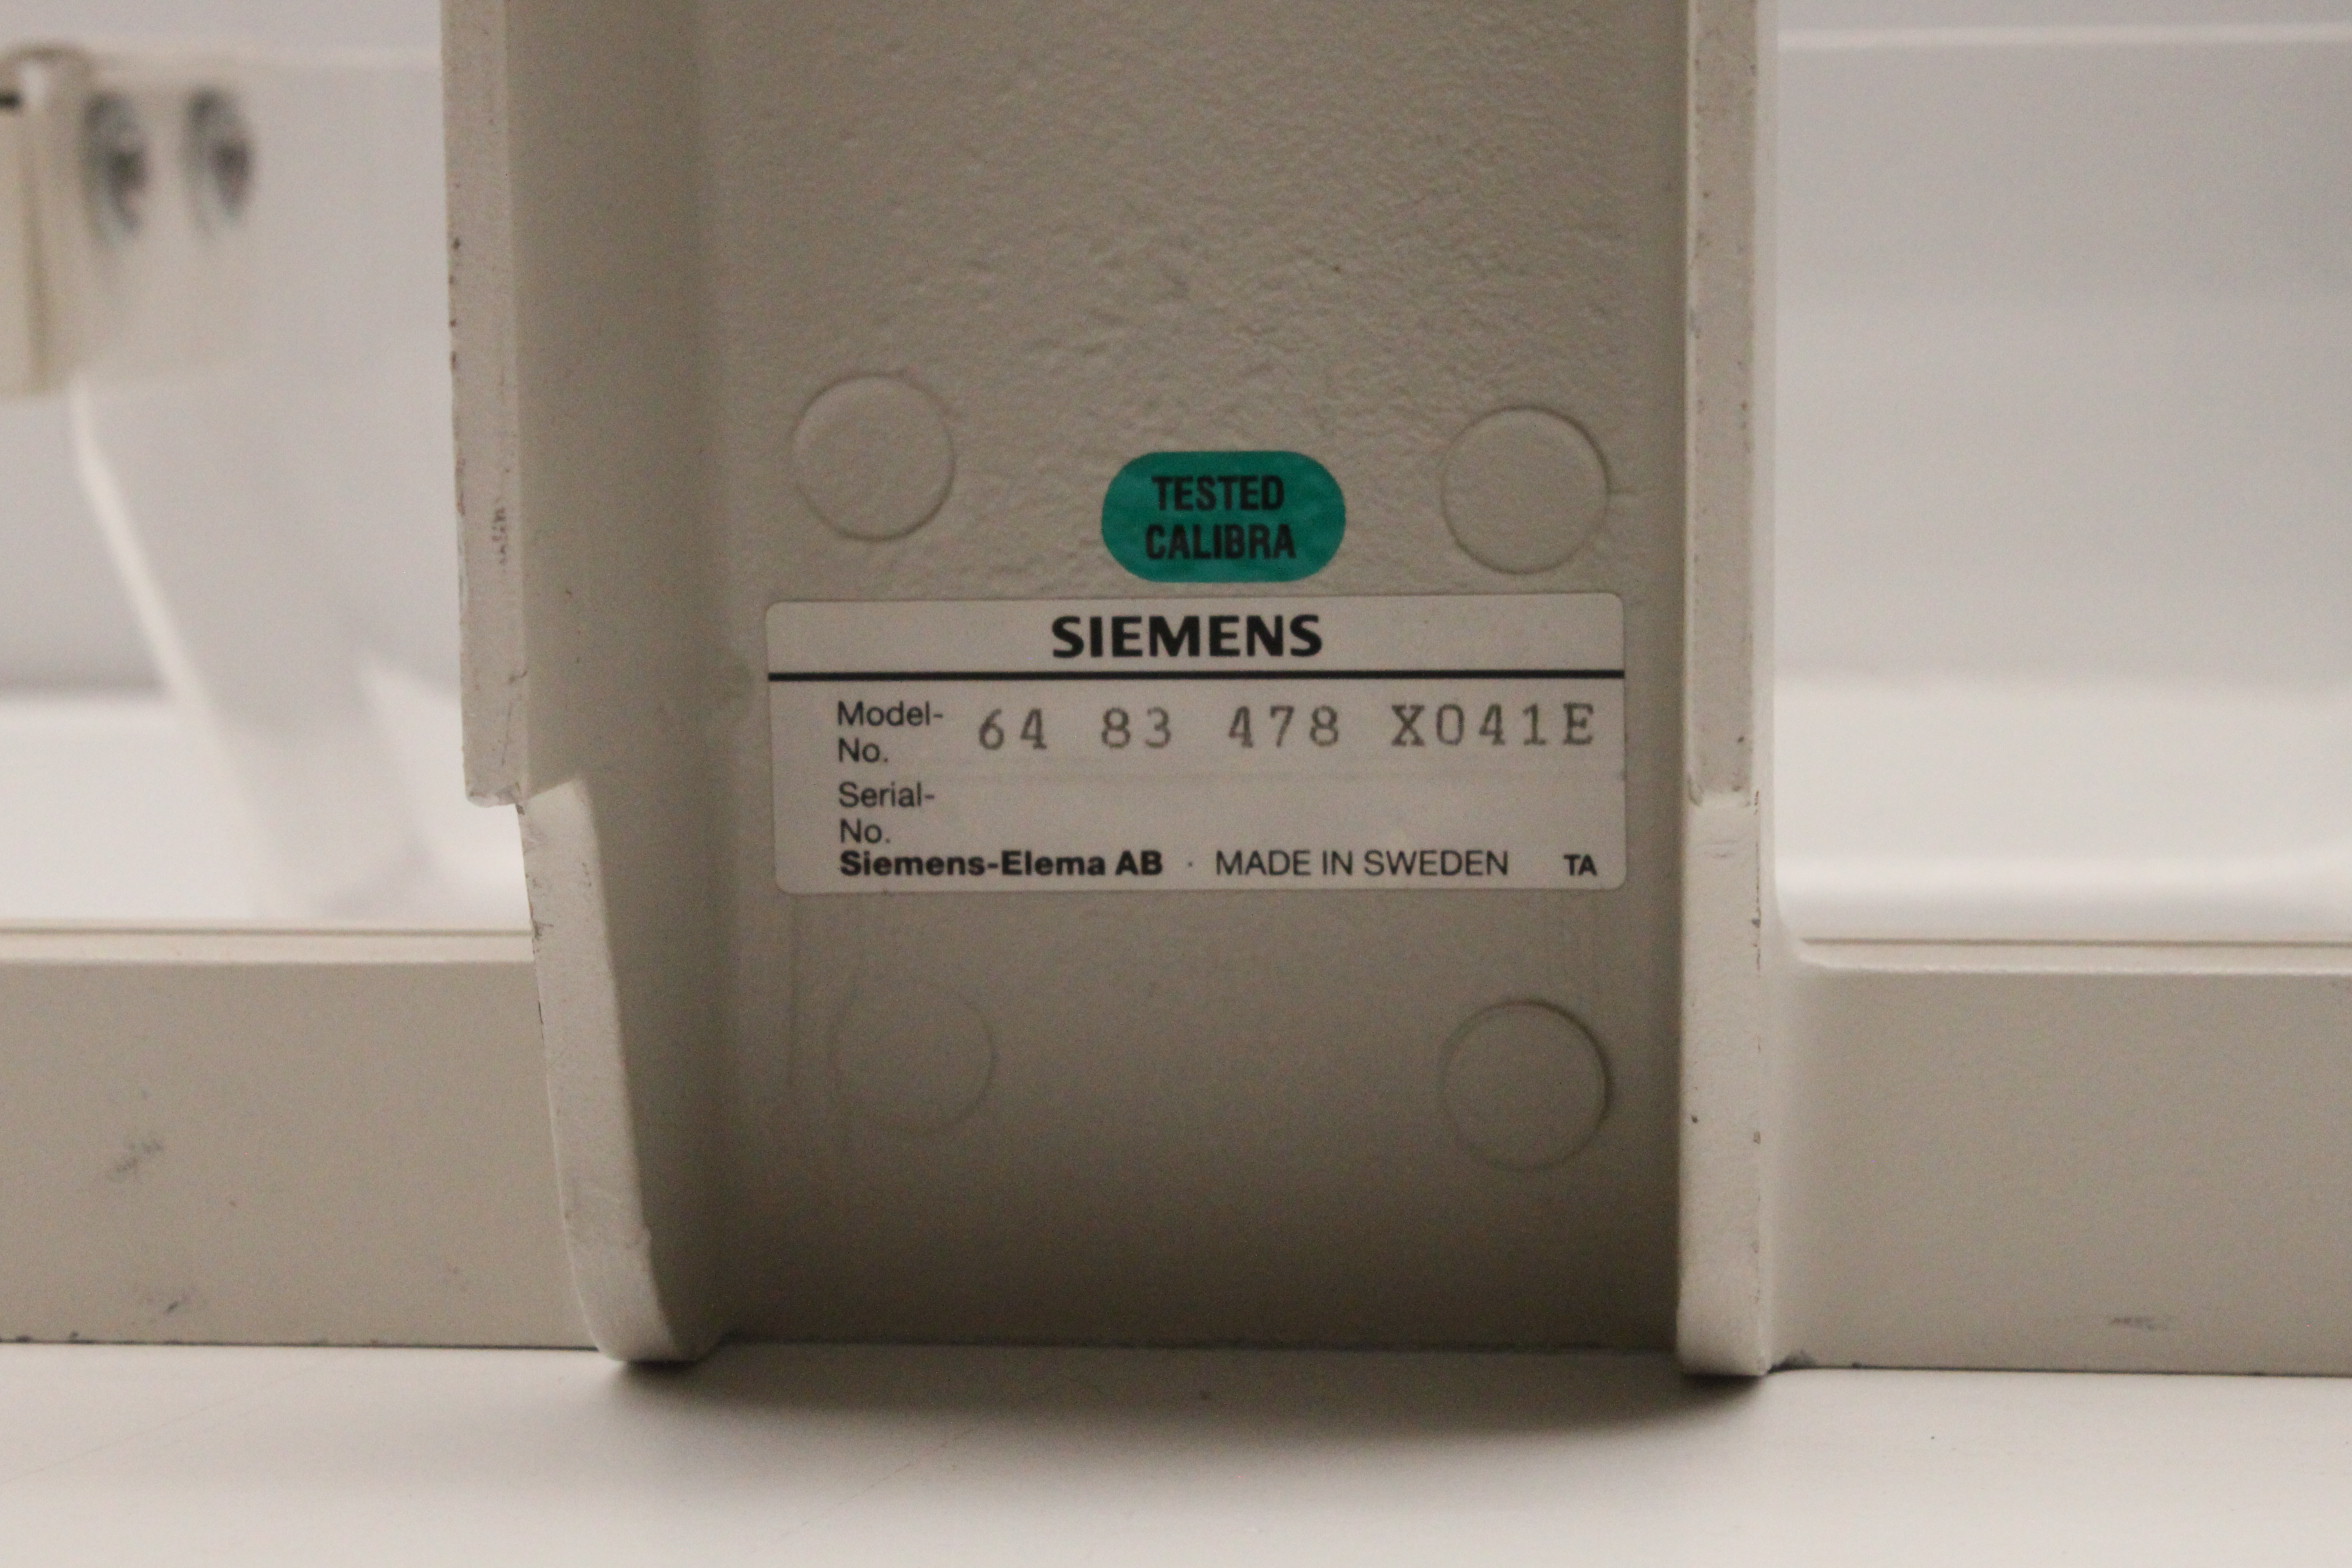 TESTED
CALIBRA
SIEMENS
Model-
No. 64 83 478 X041E
Serial-
No.
Siemens-Elema AB · MADE IN SWEDEN TA